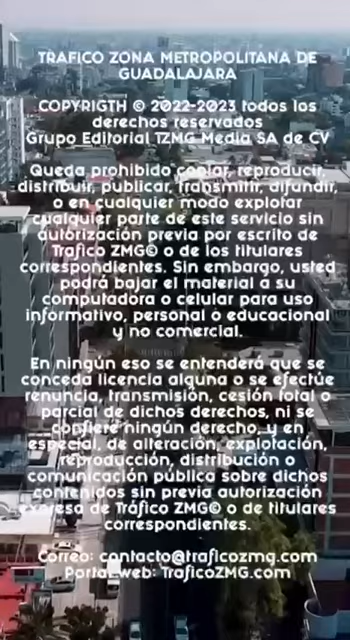 TRAFICO ZONA METROPOLITANA DE
GUADALAJARA
COPYRIGTH © 2022-2023 todos los
derechos reservados
Grupo Editorial TZMG Media SA de CV
Queda prohibido copiar, reproducir,
distribuir, publicar, transmitir, difundir,
o en cualquier modo explotar
cualquier parte de este servicio sin
autorización previa por escrito de
Trafico ZMG© o de los titulares
correspondientes. Sin embargo, usted
podrá bajar el material a su
computadora o celular para uso
informativo, personal o educacional
y no comercial.
En ningún eso se entenderá que se
conceda licencia alguna o se efectúe
renuncia, transmisión, cesión total o
parcial de dichos derechos, ni se
confiere ningún derecho, y en
especial, de alteración, explotación,
reproducción, distribución o
comunicación pública sobre dichos
contenidos sin previa autorización
expresa de Tráfico ZMG© o de titulares
correspondientes.
Correo: contacto@traficozmg.com
Portal web: TraficoZMG.com